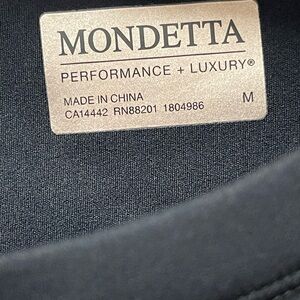 MONDETTA
PERFORMANCE + LUXURY®
MADE IN CHINA
CA14442 RN88201 1804986 M